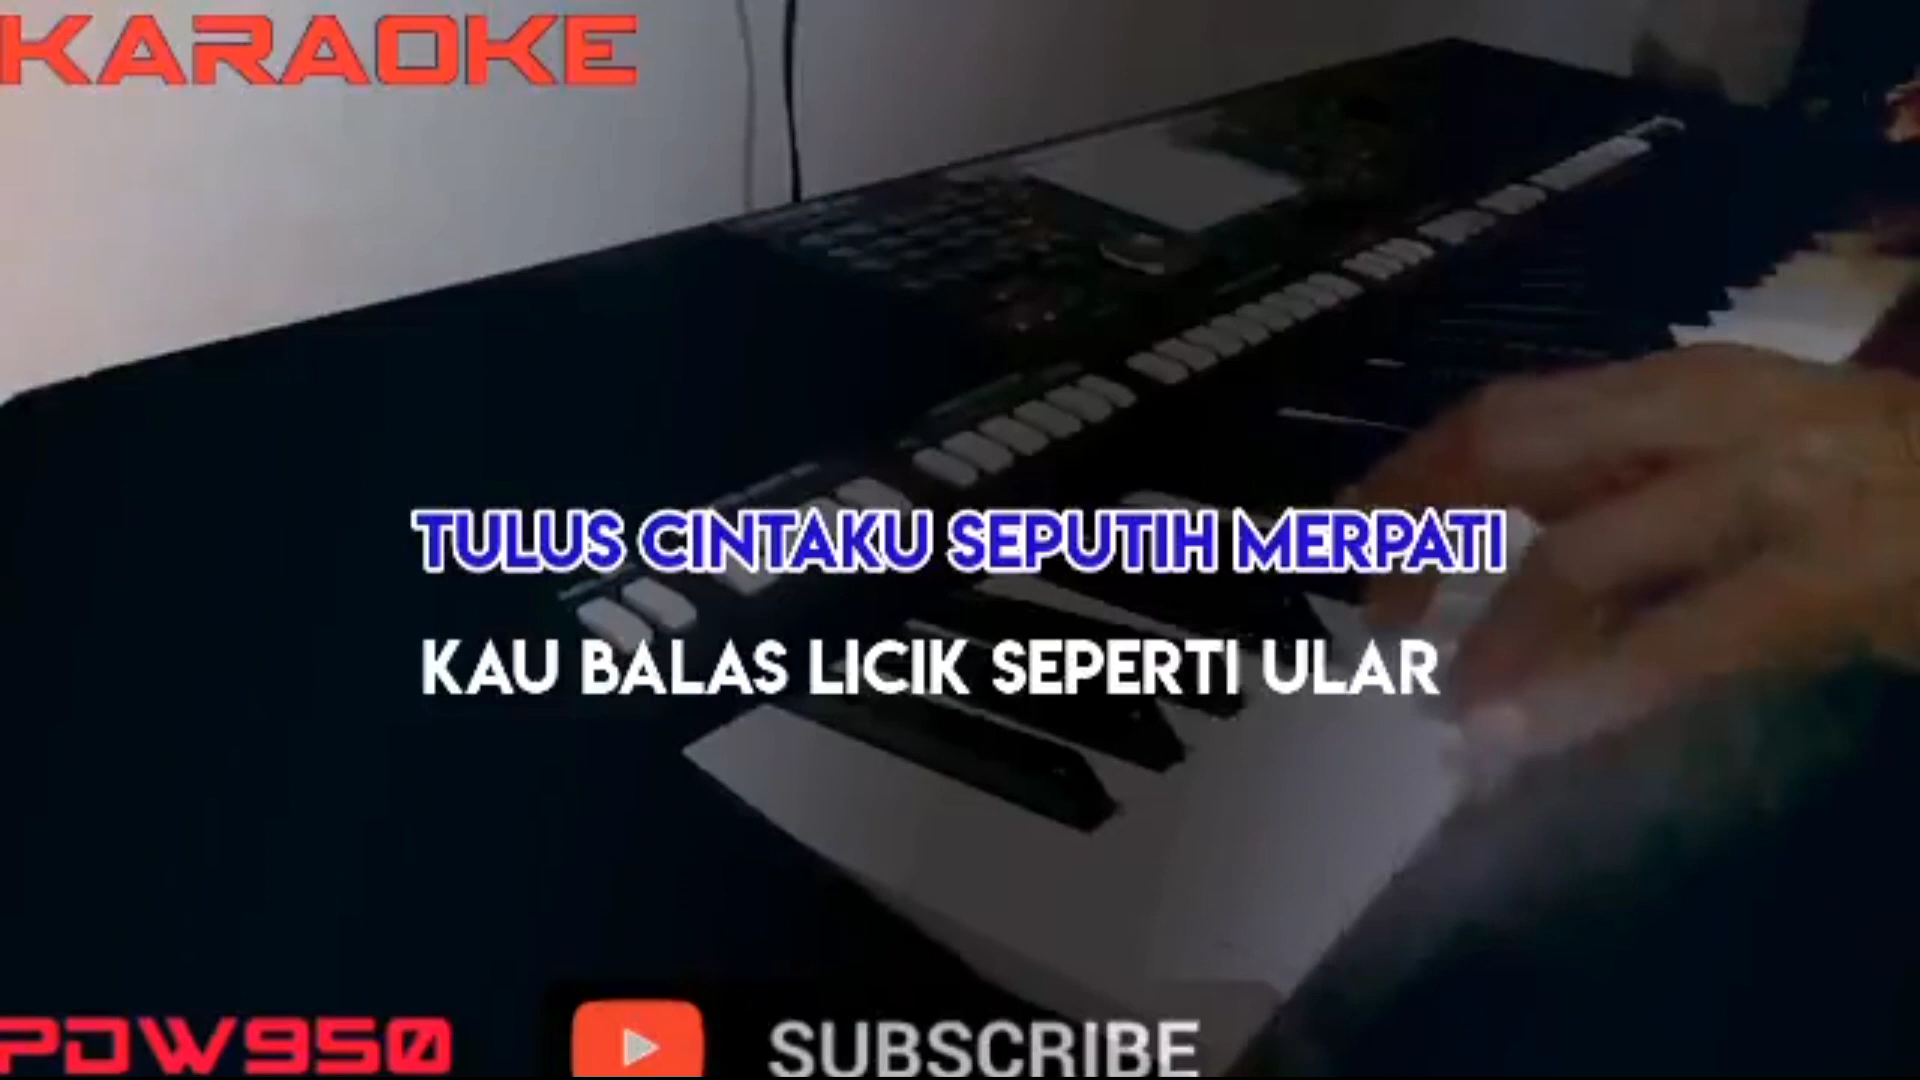 KARAOKE
TULUS CINTAKU SEPUTIH MERPATI
KAU BALAS LICIK SEPERTI ULAR
PDW950
SUBSCRIBE